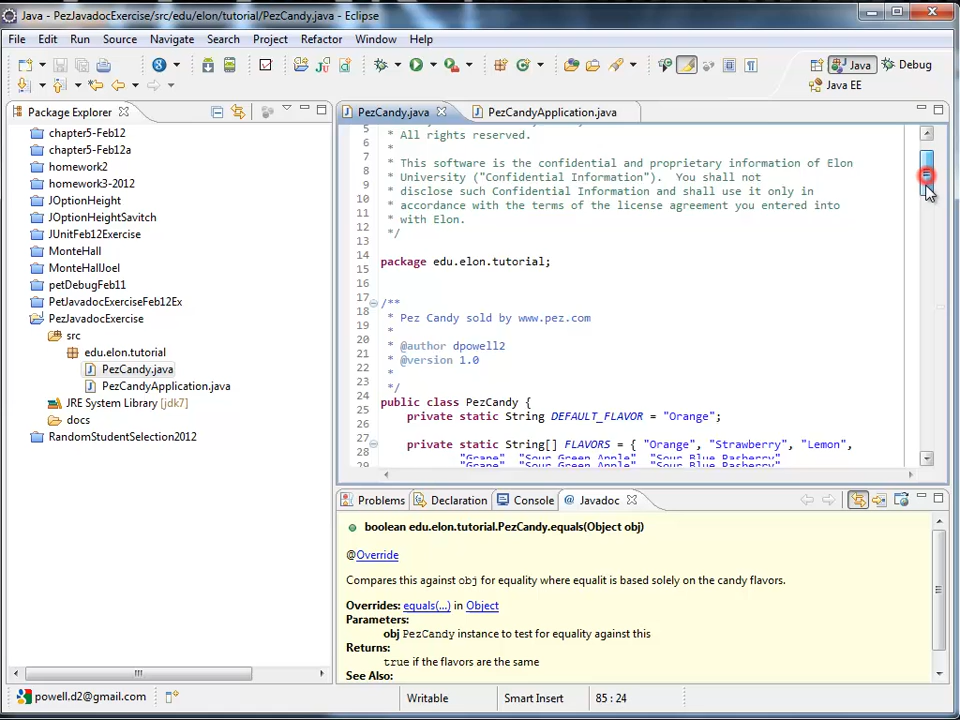 Java - PezJavadocExercise/src/edu/elon/tutorial/PezCandy.java - Eclipse
File Edit Run Source Navigate Search Project Refactor Window Help
Java Debug
Java EE
Package Explorer
chapter5-Feb12
chapter5-Feb12a
homework2
homework3-2012
JOptionHeight
JOptionHeightSavitch
JUnitFeb12Exercise
MonteHall
MonteHallJoel
petDebugFeb11
PetJavadocExerciseFeb12Ex
PezJavadocExercise
src
edu.elon.tutorial
PezCandy.java
PezCandyApplication.java
JRE System Library [jdk7]
docs
RandomStudentSelection2012
PezCandy.java PezCandyApplication.java
5
6 * All rights reserved.
7 *
8 * This software is the confidential and proprietary information of Elon
9 * University ("Confidential Information"). You shall not
10 * disclose such Confidential Information and shall use it only in
11 * accordance with the terms of the license agreement you entered into
12 * with Elon.
13 */
14
15 package edu.elon.tutorial;
16
17 /**
18 * Pez Candy sold by www.pez.com
19 *
20 * @author dpowell2
21 * @version 1.0
22 *
23 */
24 public class PezCandy {
25 private static String DEFAULT_FLAVOR = "Orange";
26
27 private static String[] FLAVORS = { "Orange", "Strawberry", "Lemon",
28 "Grape" "Sour Green Apple" "Sour Blue Rasberry"
29
Problems Declaration Console Javadoc
boolean edu.elon.tutorial.PezCandy.equals(Object obj)
@Override
Compares this against obj for equality where equalit is based solely on the candy flavors.
Overrides: equals(...) in Object
Parameters:
obj PezCandy instance to test for equality against this
Returns:
true if the flavors are the same
See Also:
powell.d2@gmail.com
Writable Smart Insert 85 : 24